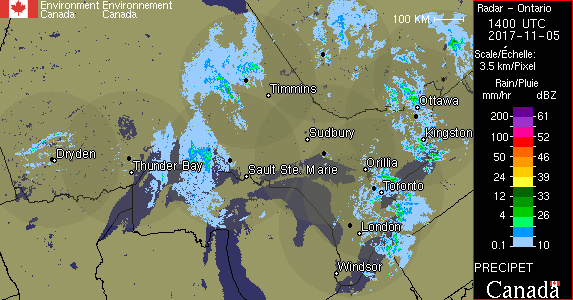 Environment Environnement
Canada Canada
100 KM
Timmins
Ottawa
Sudbury
Kingston
Dryden
Thunder Bay
Sault Ste. Marie
Orillia
Toronto
London
Windsor
Radar - Ontario
1400 UTC
2017-11-05
Scale/Échelle:
3.5 km/Pixel
Rain/Pluie
mm/hr dBZ
200 61
100 52
50 46
24 39
12 33
4 26
0.1 10
PRECIPET
Canada